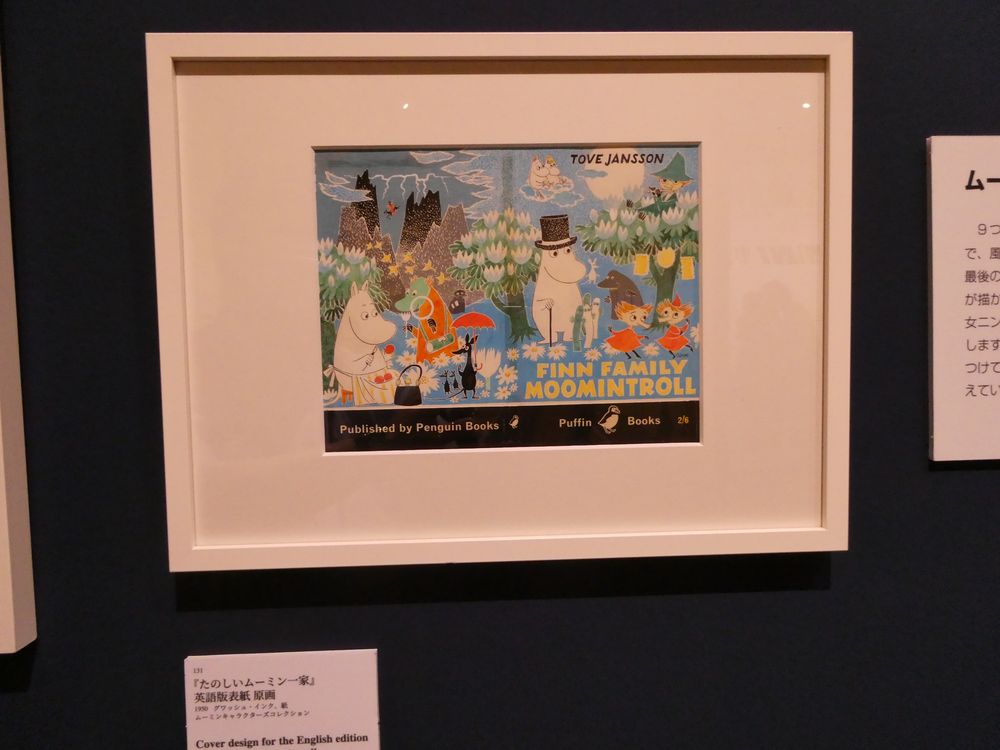 TOVE JANSSON
FINN FAMILY
MOOMINTROLL
Published by Penguin Books
Puffin Books 2/6
131
『たのしいムーミン一家』
英語版表紙 原画
1950 グワッシュ・インク、紙
ムーミンキャラクターズコレクション
Cover design for the English edition
ムー
9つ
で、風
最後の
が描か
女ニン
します
つけて
えてい